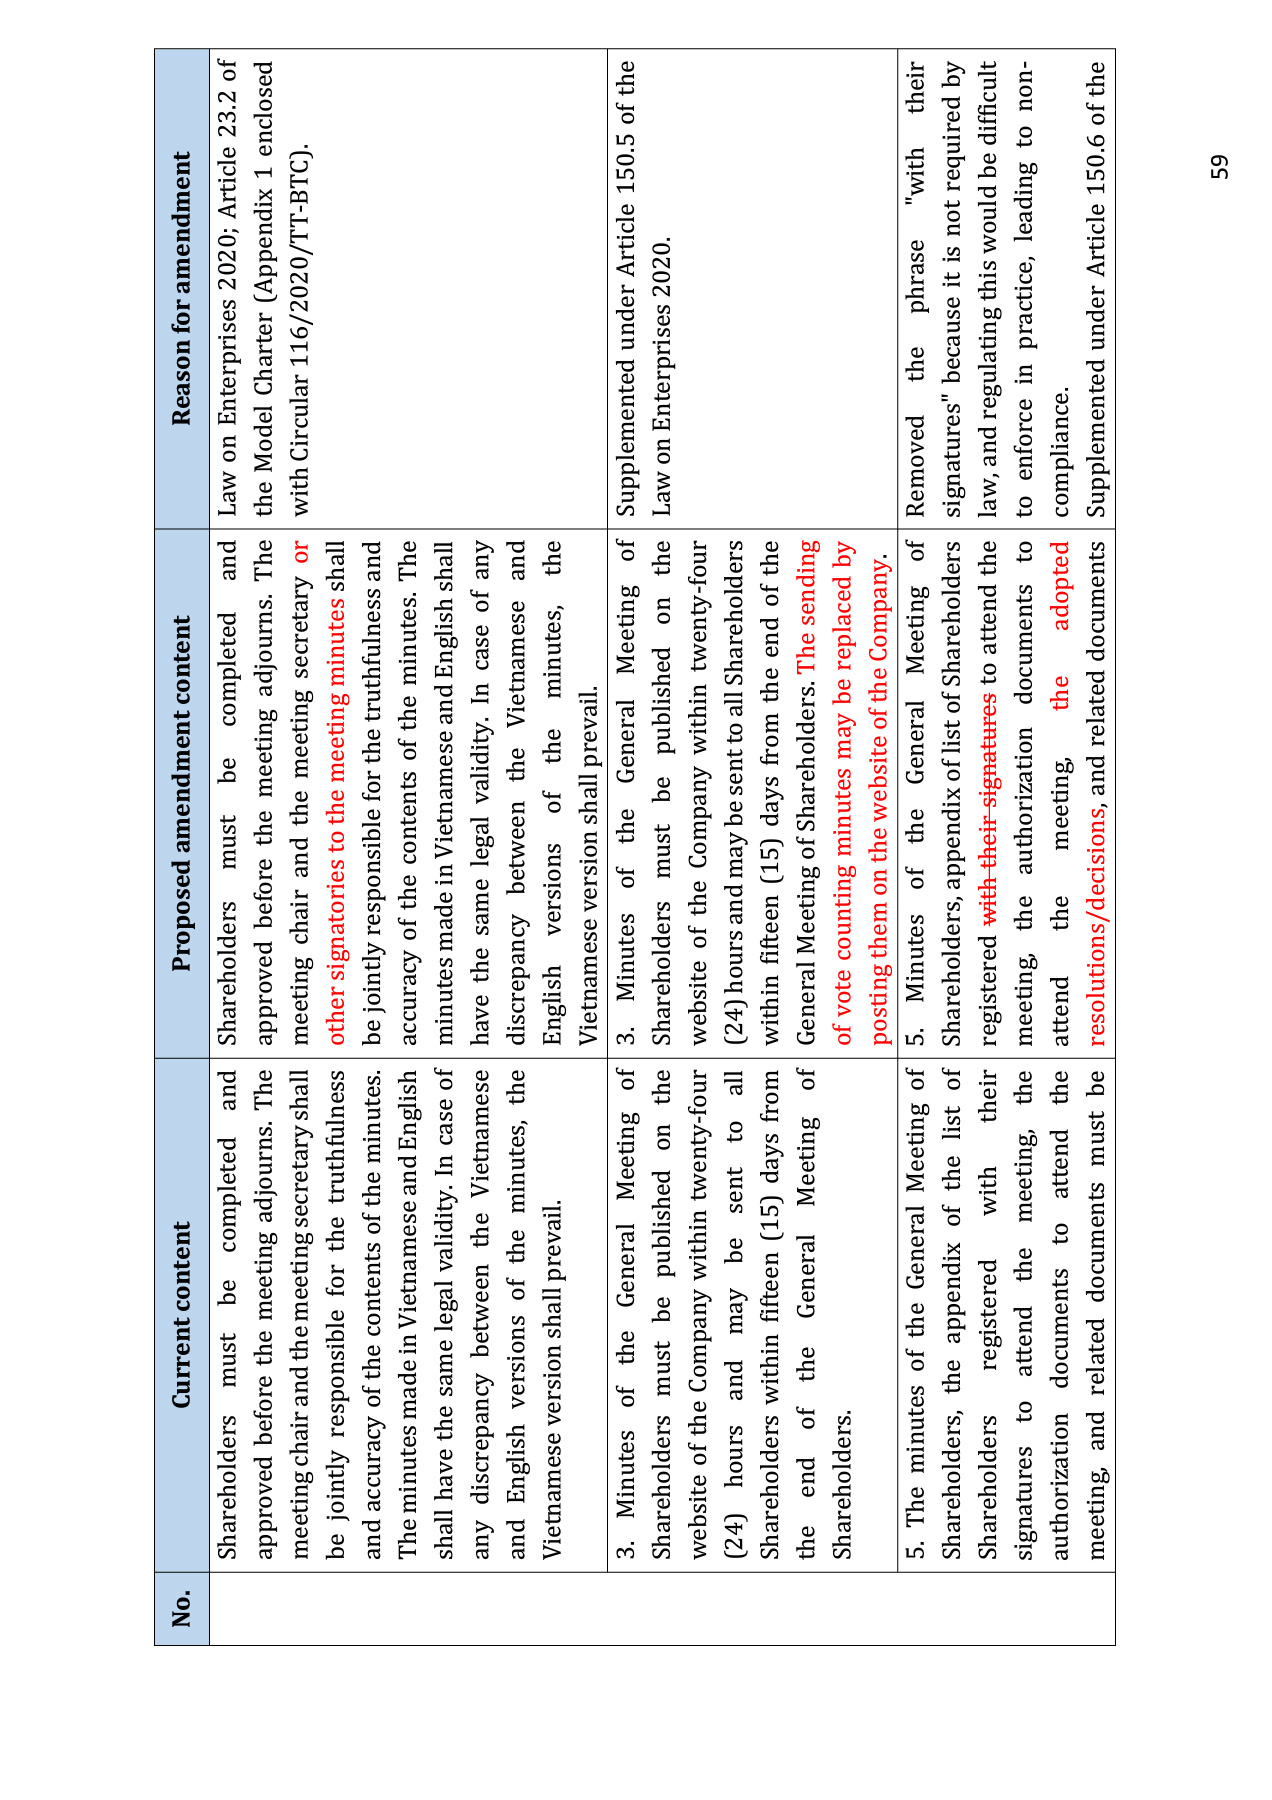 No.
Current content
Proposed amendment content
Reason for amendment
Shareholders must be completed and
approved before the meeting adjourns. The
meeting chair and the meeting secretary shall
be jointly responsible for the truthfulness
and accuracy of the contents of the minutes.
The minutes made in Vietnamese and English
shall have the same legal validity. In case of
any discrepancy between the Vietnamese
and English versions of the minutes, the
Vietnamese version shall prevail.
Shareholders must be completed and
approved before the meeting adjourns. The
meeting chair and the meeting secretary or
other signatories to the meeting minutes shall
be jointly responsible for the truthfulness and
accuracy of the contents of the minutes. The
minutes made in Vietnamese and English shall
have the same legal validity. In case of any
discrepancy between the Vietnamese and
English versions of the minutes, the
Vietnamese version shall prevail.
Law on Enterprises 2020; Article 23.2 of
the Model Charter (Appendix 1 enclosed
with Circular 116/2020/TT-BTC).
3. Minutes of the General Meeting of
Shareholders must be published on the
website of the Company within twenty-four
(24) hours and may be sent to all
Shareholders within fifteen (15) days from
the end of the General Meeting of
Shareholders.
3. Minutes of the General Meeting of
Shareholders must be published on the
website of the Company within twenty-four
(24) hours and may be sent to all Shareholders
within fifteen (15) days from the end of the
General Meeting of Shareholders. The sending
of vote counting minutes may be replaced by
posting them on the website of the Company.
Supplemented under Article 150.5 of the
Law on Enterprises 2020.
5. The minutes of the General Meeting of
Shareholders, the appendix of the list of
Shareholders registered with their
signatures to attend the meeting, the
authorization documents to attend the
meeting, and related documents must be
5. Minutes of the General Meeting of
Shareholders, appendix of list of Shareholders
registered with their signatures to attend the
meeting, the authorization documents to
attend the meeting, the adopted
resolutions/decisions, and related documents
Removed the phrase "with their
signatures" because it is not required by
law, and regulating this would be difficult
to enforce in practice, leading to non-
compliance.
Supplemented under Article 150.6 of the
59